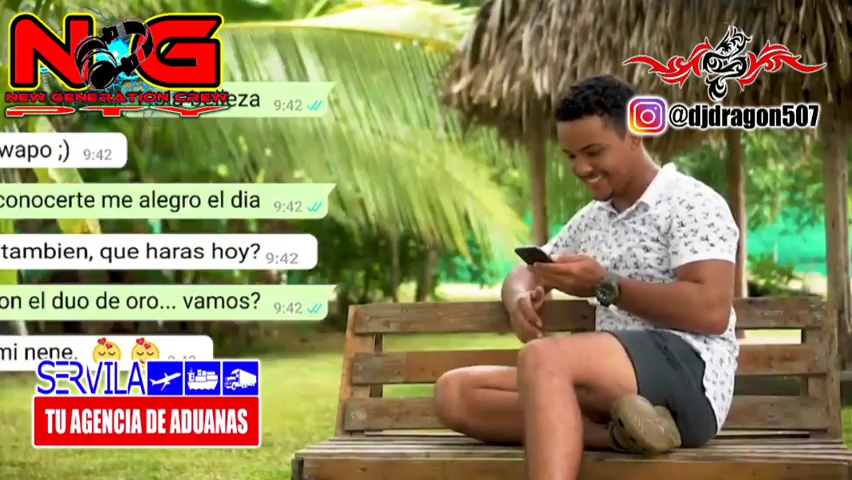 NG
NEW GENERATION CREW
eza 9:42
@djdragon507
wapo ;) 9:42
conocerte me alegro el dia 9:42
tambien, que haras hoy? 9:42
on el duo de oro... vamos? 9:42
mi nene.
SERVILA
TU AGENCIA DE ADUANAS